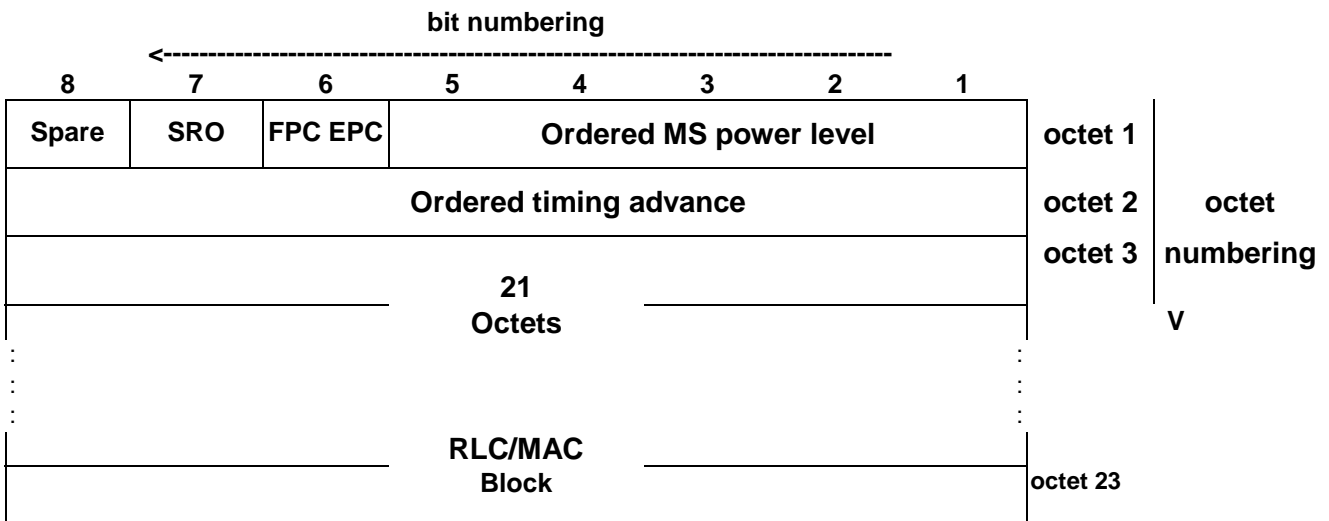 bit numbering
<--------------------------------------------------------------------------------
8 7 6 5 4 3 2 1
Spare SRO FPC EPC Ordered MS power level octet 1
Ordered timing advance octet 2 octet
octet 3 numbering
21
Octets V
: :
: :
: :
RLC/MAC
Block octet 23